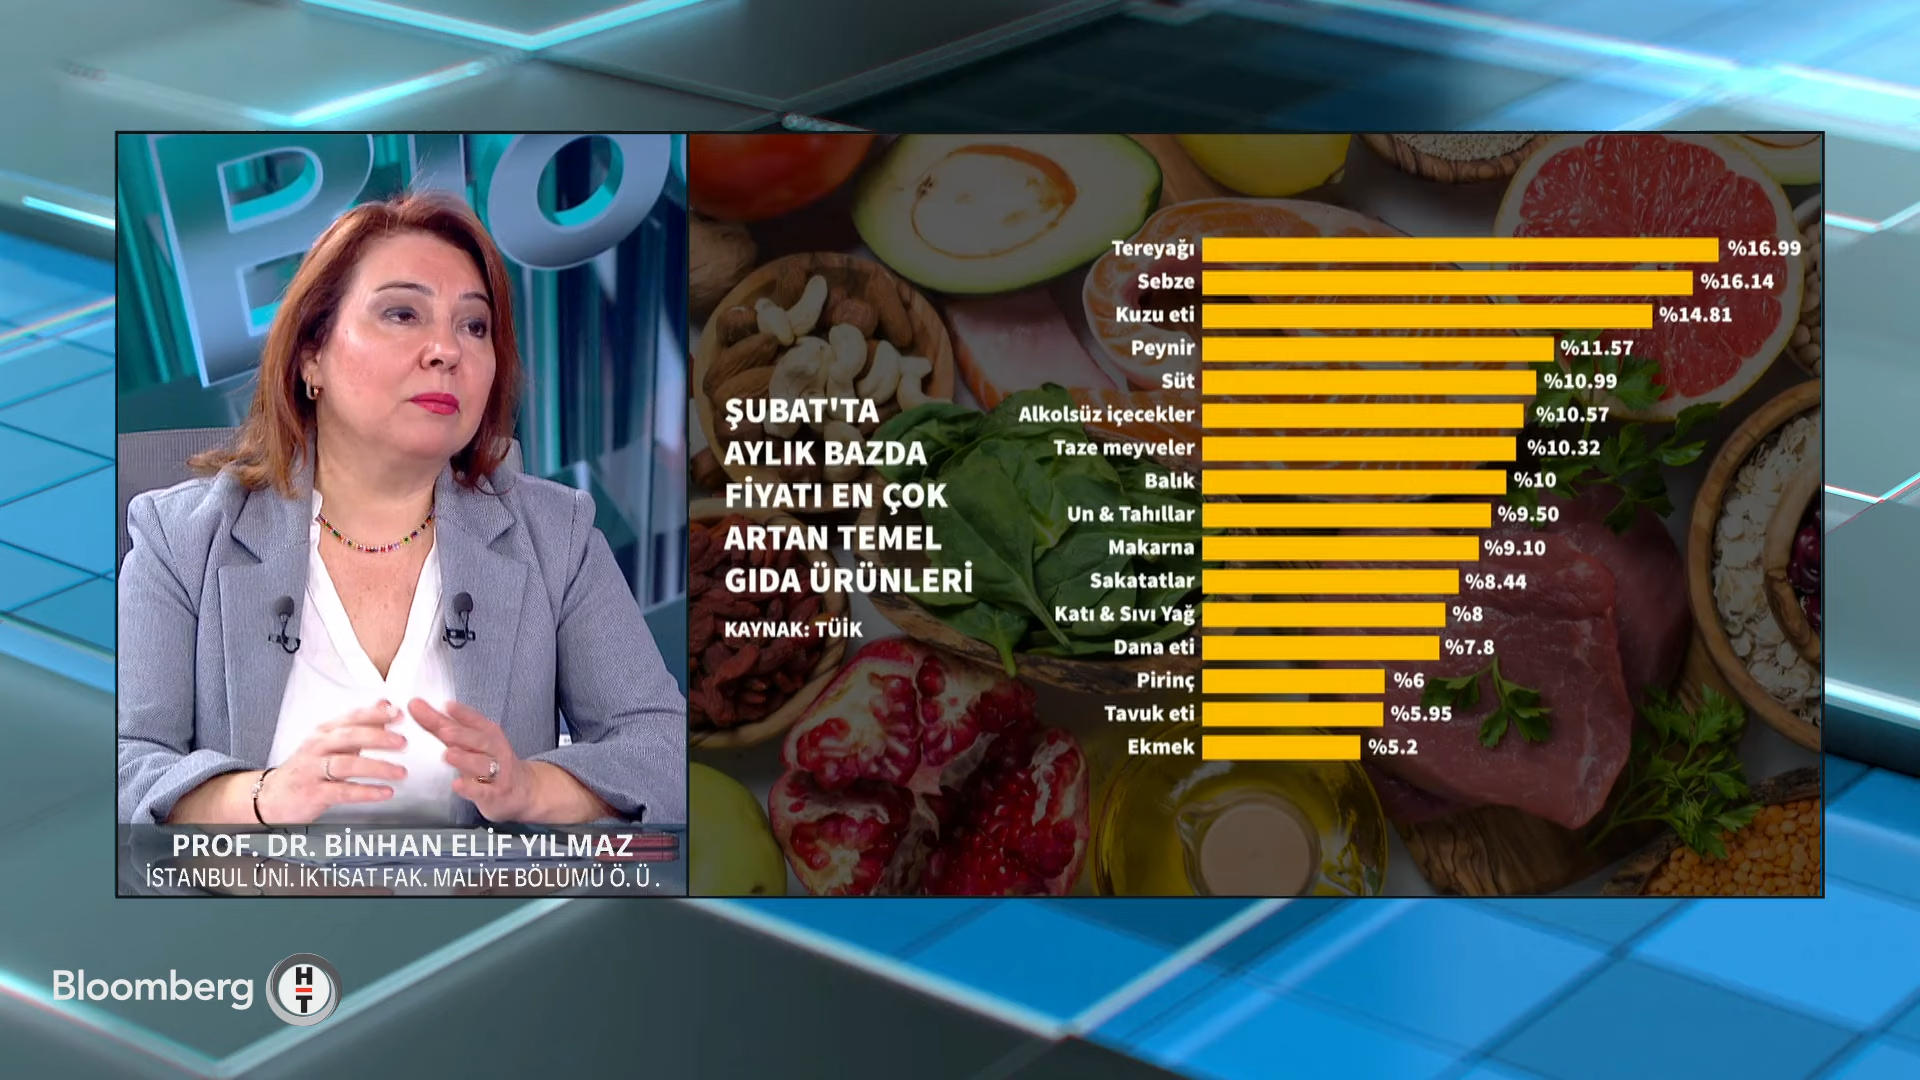 Blo
ŞUBAT'TA
AYLIK BAZDA
FİYATI EN ÇOK
ARTAN TEMEL
GIDA ÜRÜNLERİ
KAYNAK: TÜİK
Tereyağı %16.99
Sebze %16.14
Kuzu eti %14.81
Peynir %11.57
Süt %10.99
Alkolsüz içecekler %10.57
Taze meyveler %10.32
Balık %10
Un & Tahıllar %9.50
Makarna %9.10
Sakatatlar %8.44
Katı & Sıvı Yağ %8
Dana eti %7.8
Pirinç %6
Tavuk eti %5.95
Ekmek %5.2
PROF. DR. BİNHAN ELİF YILMAZ
İSTANBUL ÜNİ. İKTİSAT FAK. MALİYE BÖLÜMÜ Ö. Ü .
Bloomberg HT